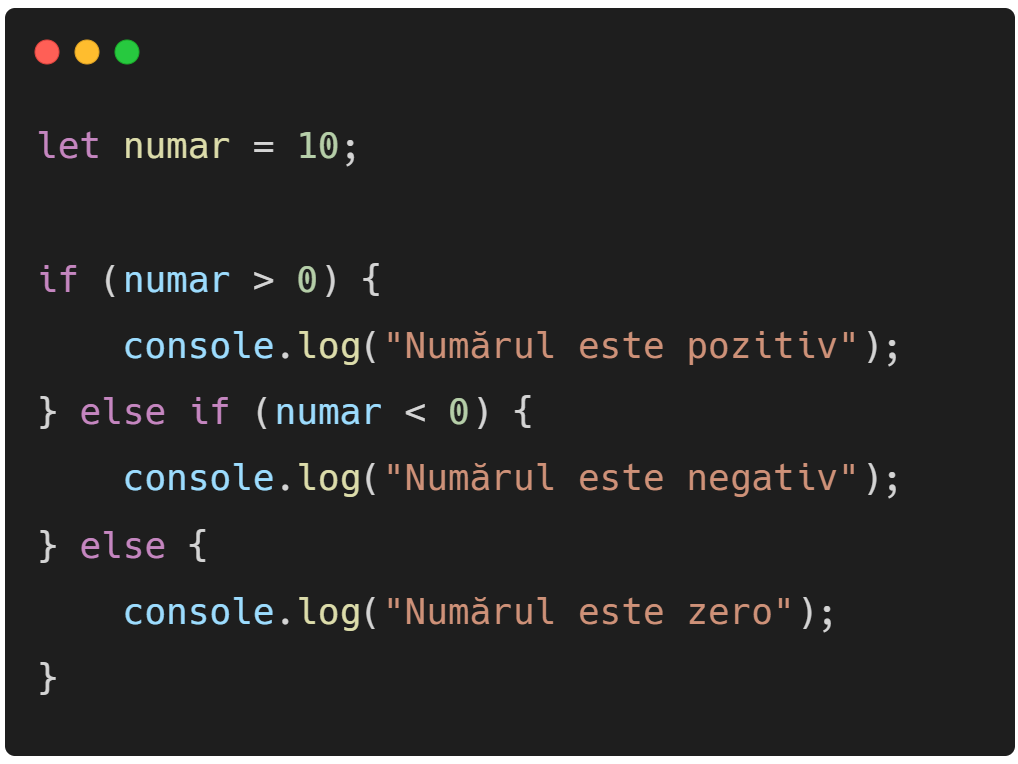 let numar = 10;
if (numar > 0) {
    console.log("Numărul este pozitiv");
} else if (numar < 0) {
    console.log("Numărul este negativ");
} else {
    console.log("Numărul este zero");
}